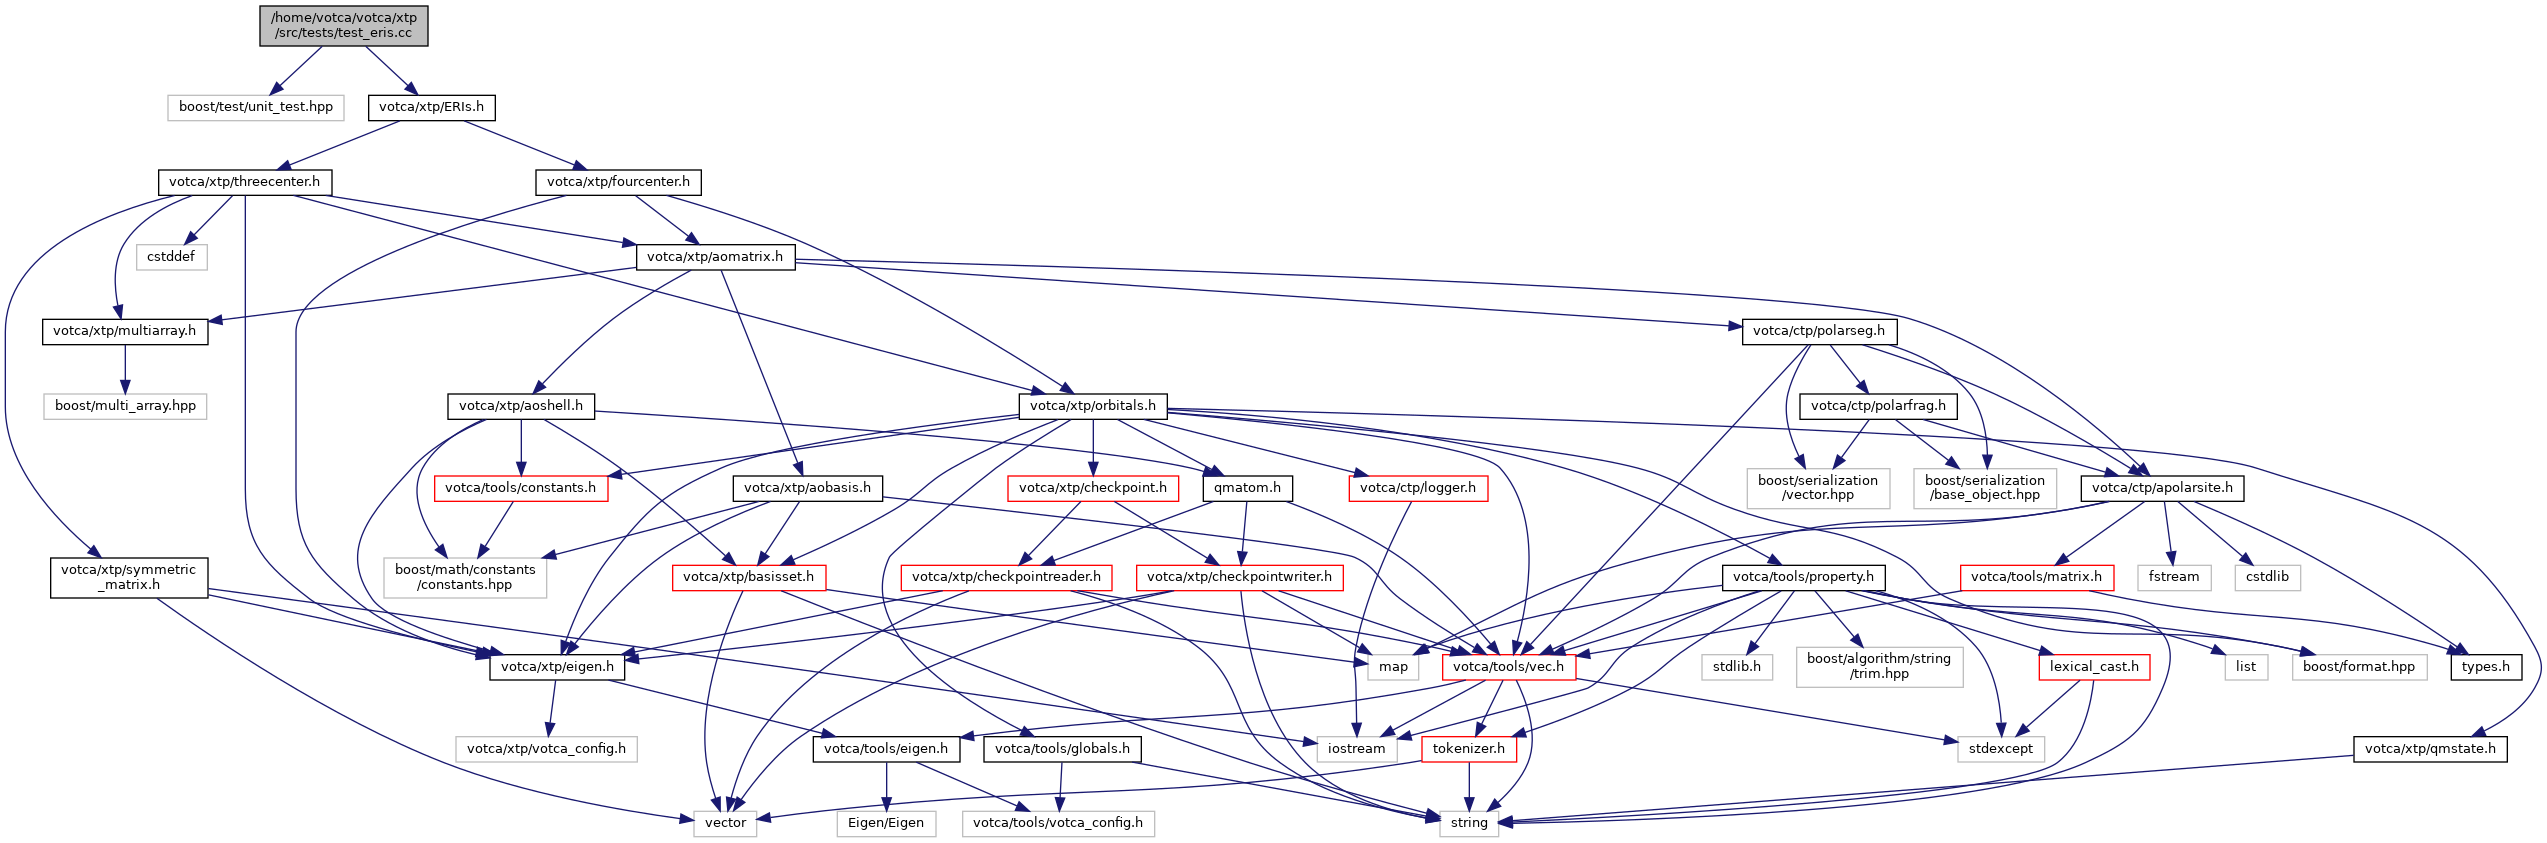 /home/votca/votca/xtp
/src/tests/test_eris.cc
boost/test/unit_test.hpp
votca/xtp/ERIs.h
votca/xtp/threecenter.h
votca/xtp/fourcenter.h
cstddef
votca/xtp/aomatrix.h
votca/xtp/multiarray.h
votca/ctp/polarseg.h
boost/multi_array.hpp
votca/xtp/aoshell.h
votca/xtp/orbitals.h
votca/ctp/polarfrag.h
votca/tools/constants.h
votca/xtp/aobasis.h
votca/xtp/checkpoint.h
qmatom.h
votca/ctp/logger.h
boost/serialization
/vector.hpp
boost/serialization
/base_object.hpp
votca/ctp/apolarsite.h
votca/xtp/symmetric
_matrix.h
boost/math/constants
/constants.hpp
votca/xtp/basisset.h
votca/xtp/checkpointreader.h
votca/xtp/checkpointwriter.h
votca/tools/property.h
votca/tools/matrix.h
fstream
cstdlib
votca/xtp/eigen.h
map
votca/tools/vec.h
stdlib.h
boost/algorithm/string
/trim.hpp
lexical_cast.h
list
boost/format.hpp
types.h
votca/xtp/votca_config.h
votca/tools/eigen.h
votca/tools/globals.h
iostream
tokenizer.h
stdexcept
votca/xtp/qmstate.h
vector
Eigen/Eigen
votca/tools/votca_config.h
string